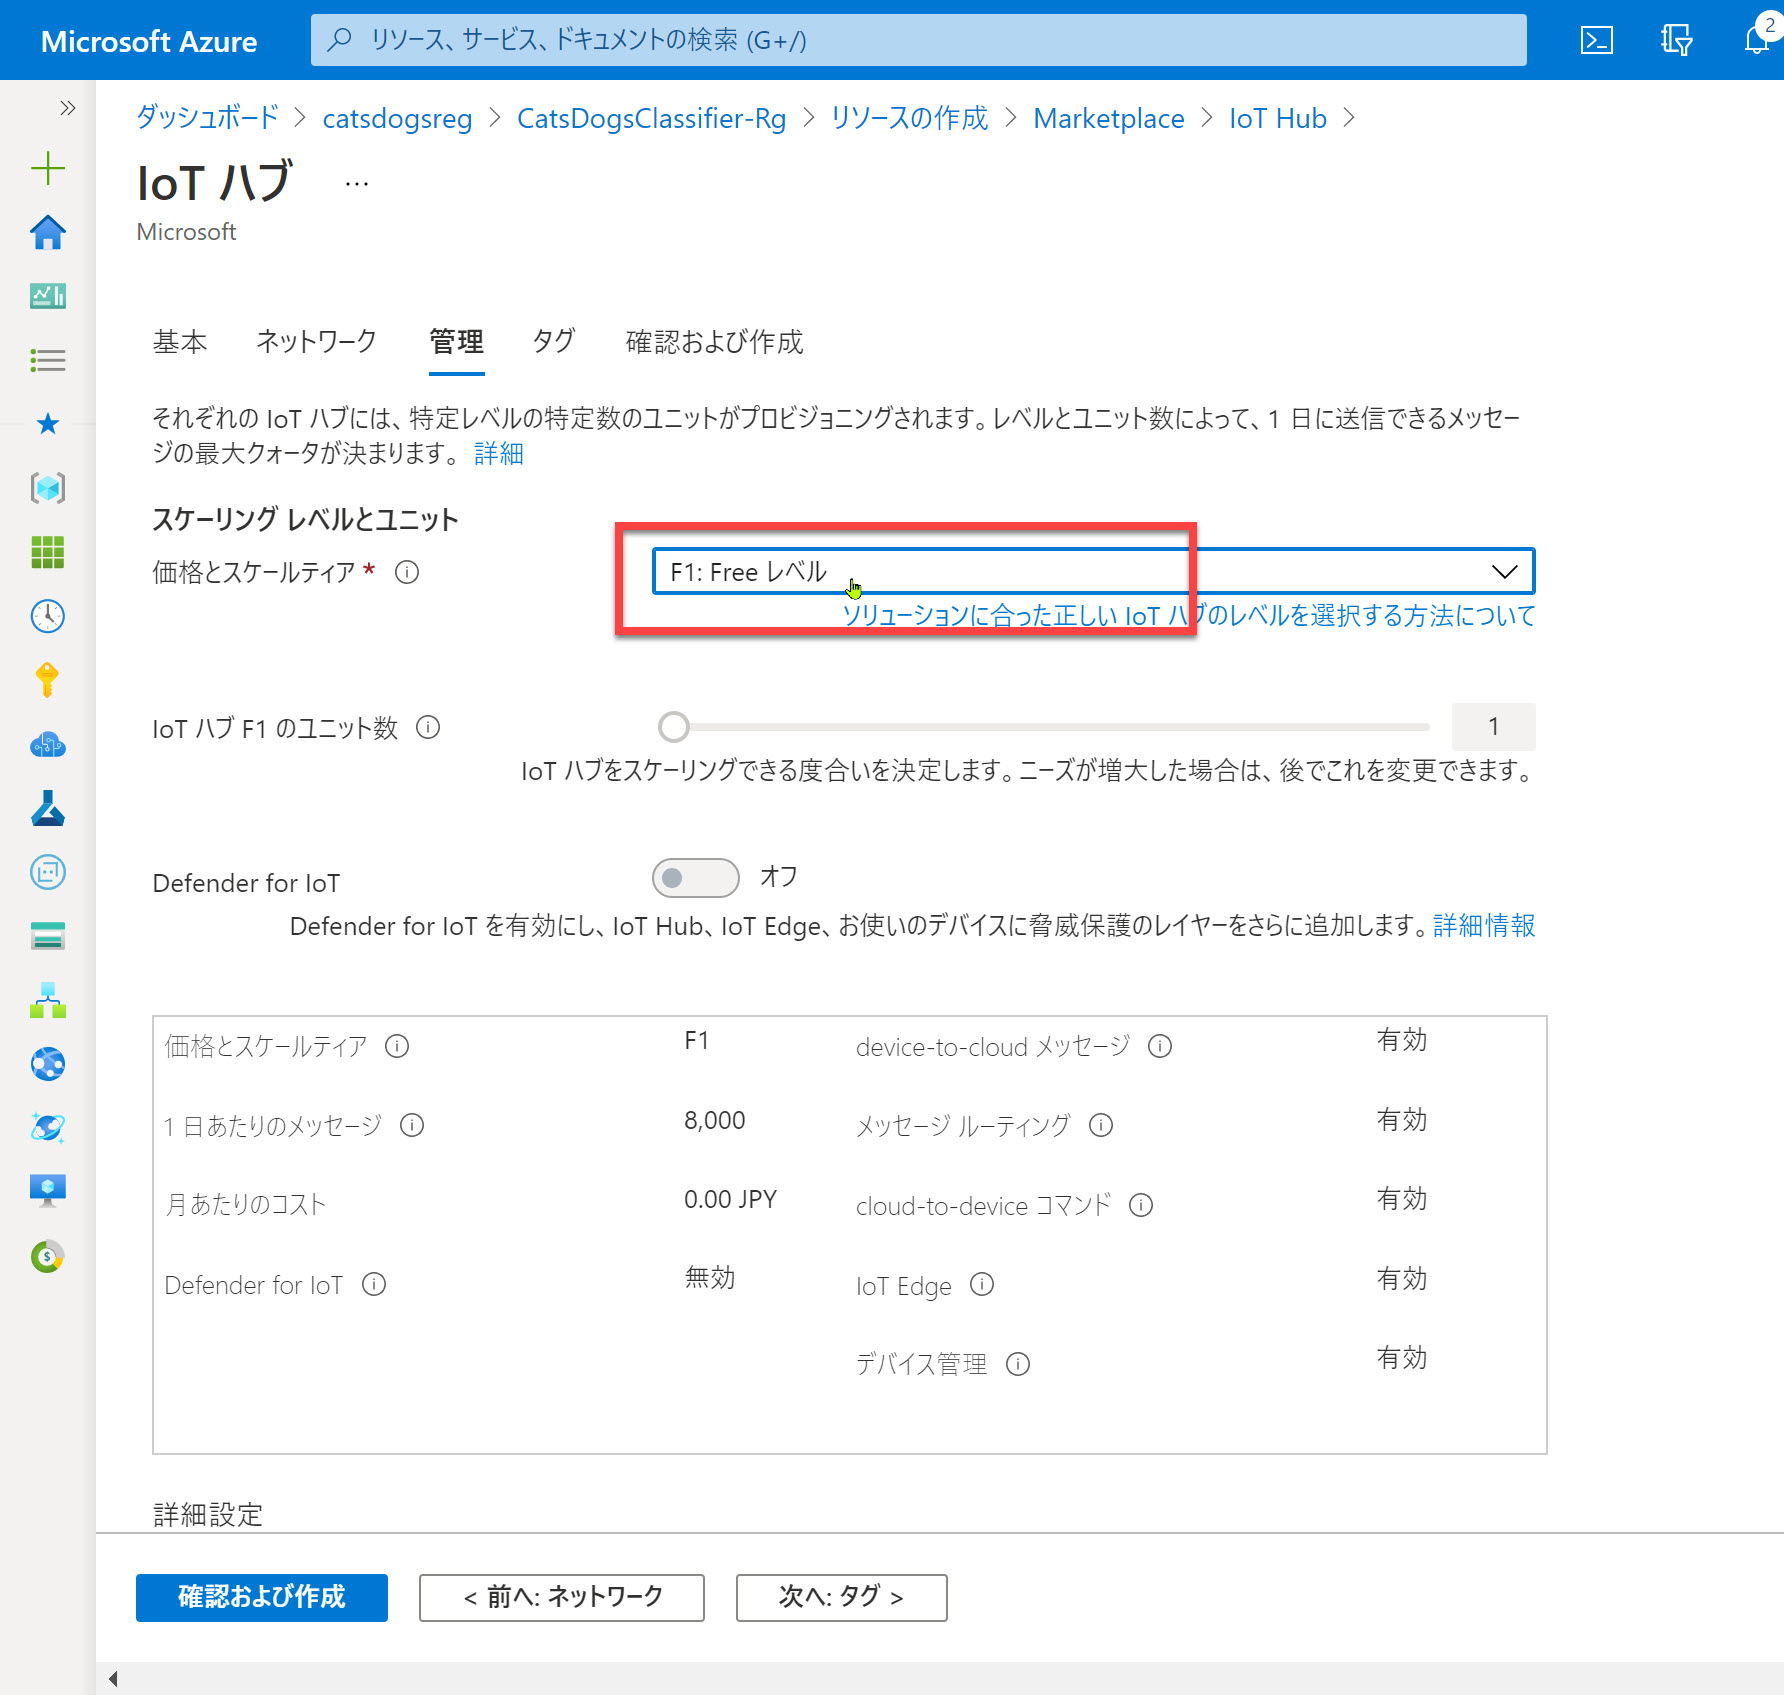 Microsoft Azure
リソース、サービス、ドキュメントの検索 (G+/)
2
ダッシュボード > catsdogsreg > CatsDogsClassifier-Rg > リソースの作成 > Marketplace > IoT Hub >
IoT ハブ ...
Microsoft
基本 ネットワーク 管理 タグ 確認および作成
それぞれの IoT ハブには、特定レベルの特定数のユニットがプロビジョニングされます。レベルとユニット数によって、1 日に送信できるメッセー
ジの最大クォータが決まります。 詳細
スケーリング レベルとユニット
価格とスケールティア *
F1: Free レベル
ソリューションに合った正しい IoT ハブのレベルを選択する方法について
IoT ハブ F1 のユニット数
1
IoT ハブをスケーリングできる度合いを決定します。ニーズが増大した場合は、後でこれを変更できます。
Defender for IoT
オフ
Defender for IoT を有効にし、IoT Hub、IoT Edge、お使いのデバイスに脅威保護のレイヤーをさらに追加します。詳細情報
価格とスケールティア F1 device-to-cloud メッセージ 有効
1 日あたりのメッセージ 8,000 メッセージ ルーティング 有効
月あたりのコスト 0.00 JPY cloud-to-device コマンド 有効
Defender for IoT 無効 IoT Edge 有効
デバイス管理 有効
詳細設定
確認および作成 < 前へ: ネットワーク 次へ: タグ >